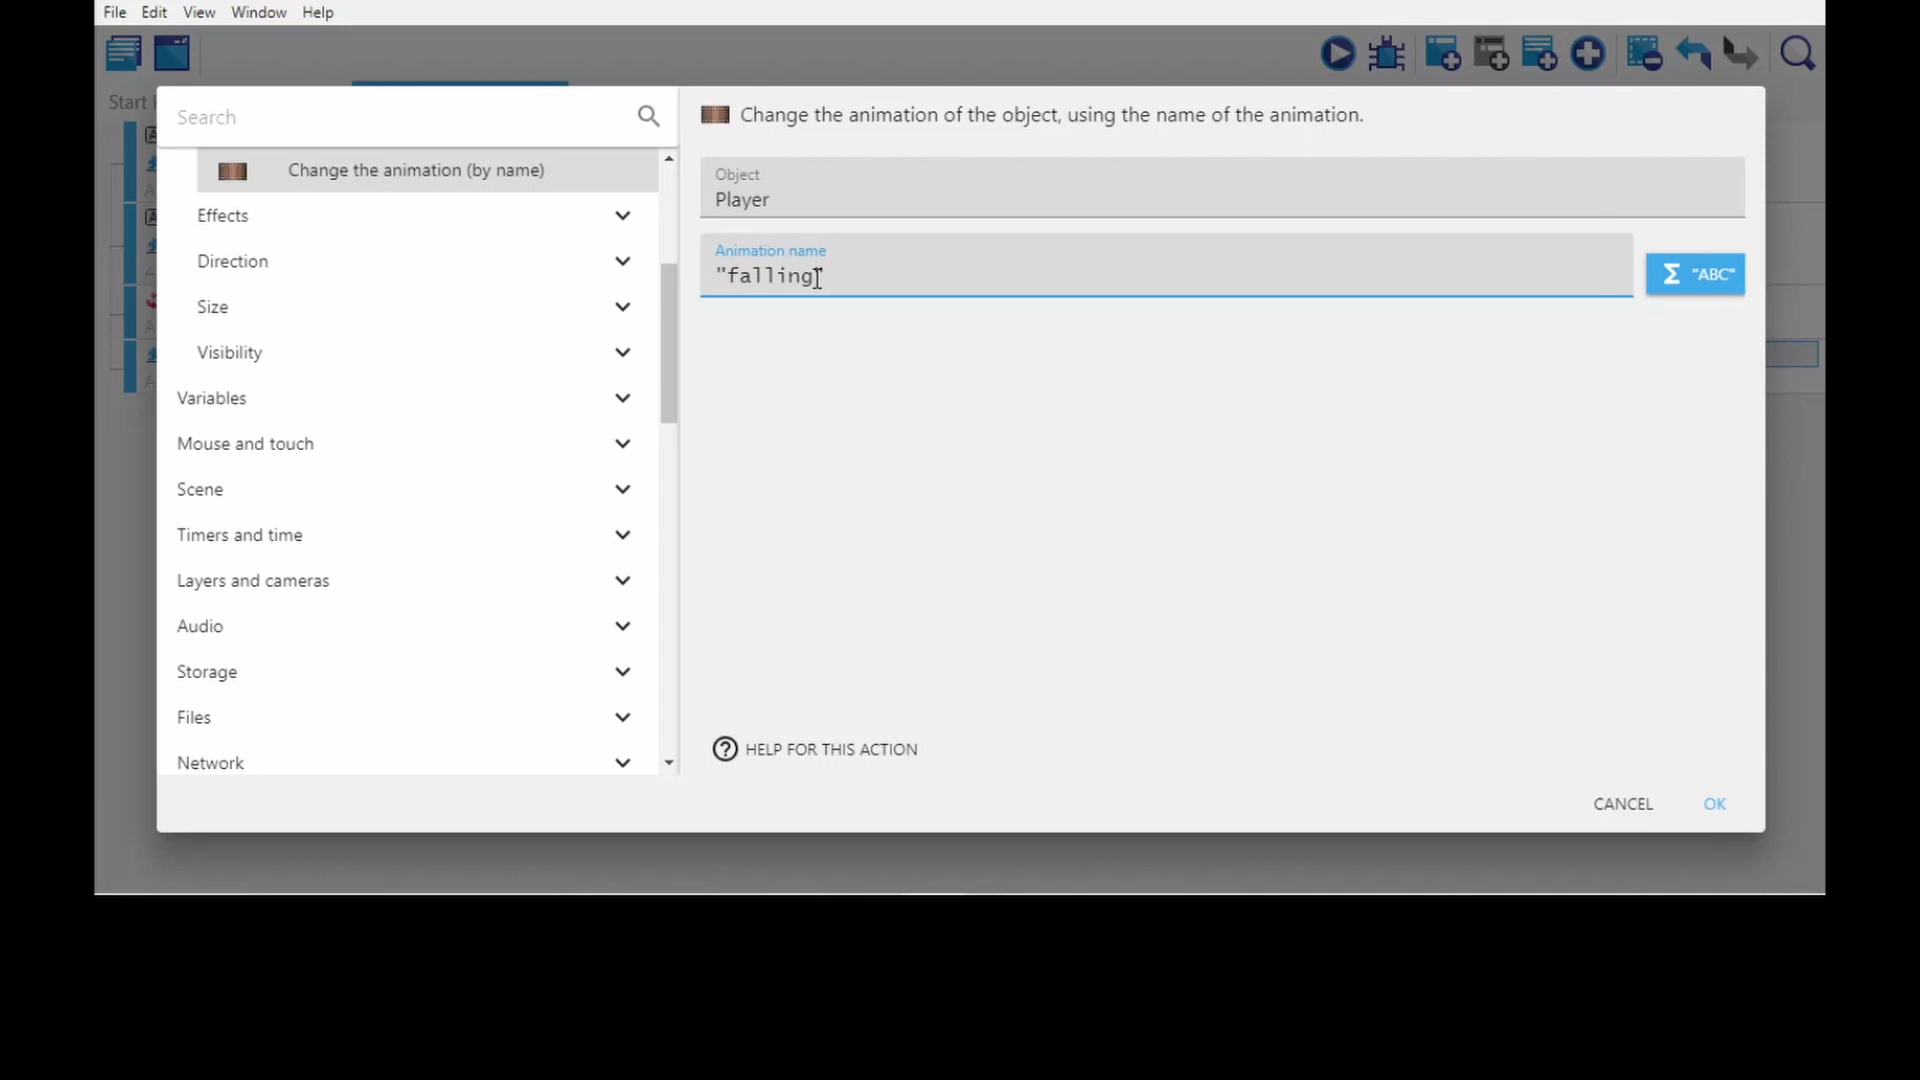 File Edit View Window Help
Start
Search
Change the animation (by name)
Effects
Direction
Size
Visibility
Variables
Mouse and touch
Scene
Timers and time
Layers and cameras
Audio
Storage
Files
Network
Change the animation of the object, using the name of the animation.
Object
Player
Animation name
"falling
Σ "ABC"
HELP FOR THIS ACTION
CANCEL OK